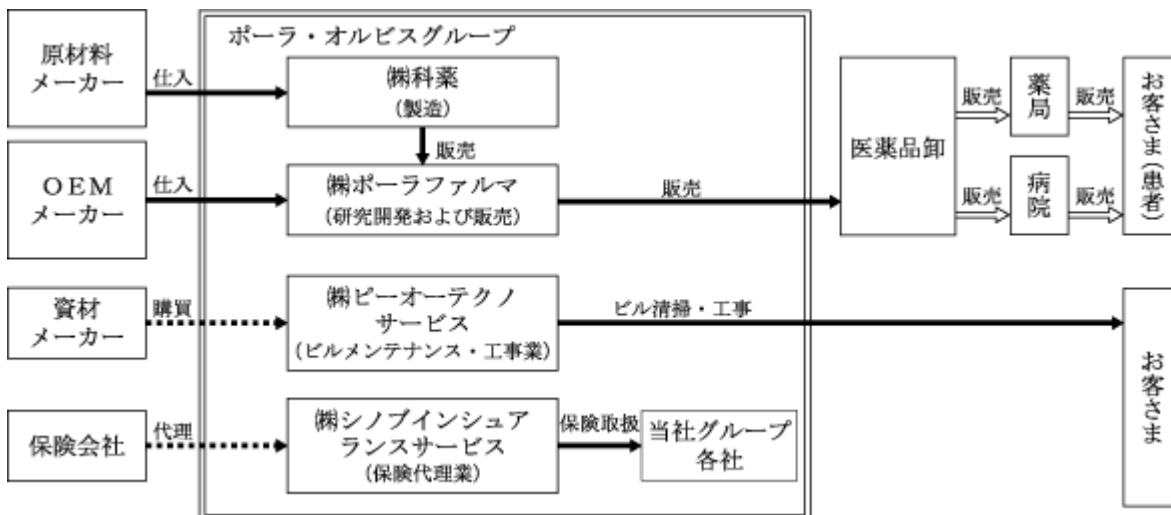 ポーラ・オルビスグループ
原材料
メーカー
仕入
㈱科薬
(製造)
販売
OEM
メーカー
仕入
㈱ポーラファルマ
(研究開発および販売)
販売
医薬品卸
販売
薬局
販売
販売
病院
販売
お客さま(患者)
資材
メーカー
購買
㈱ピーオーテクノ
サービス
(ビルメンテナンス・工事業)
ビル清掃・工事
お客さま
保険会社
代理
㈱シノブインシュア
ランスサービス
(保険代理業)
保険取扱
当社グループ
各社